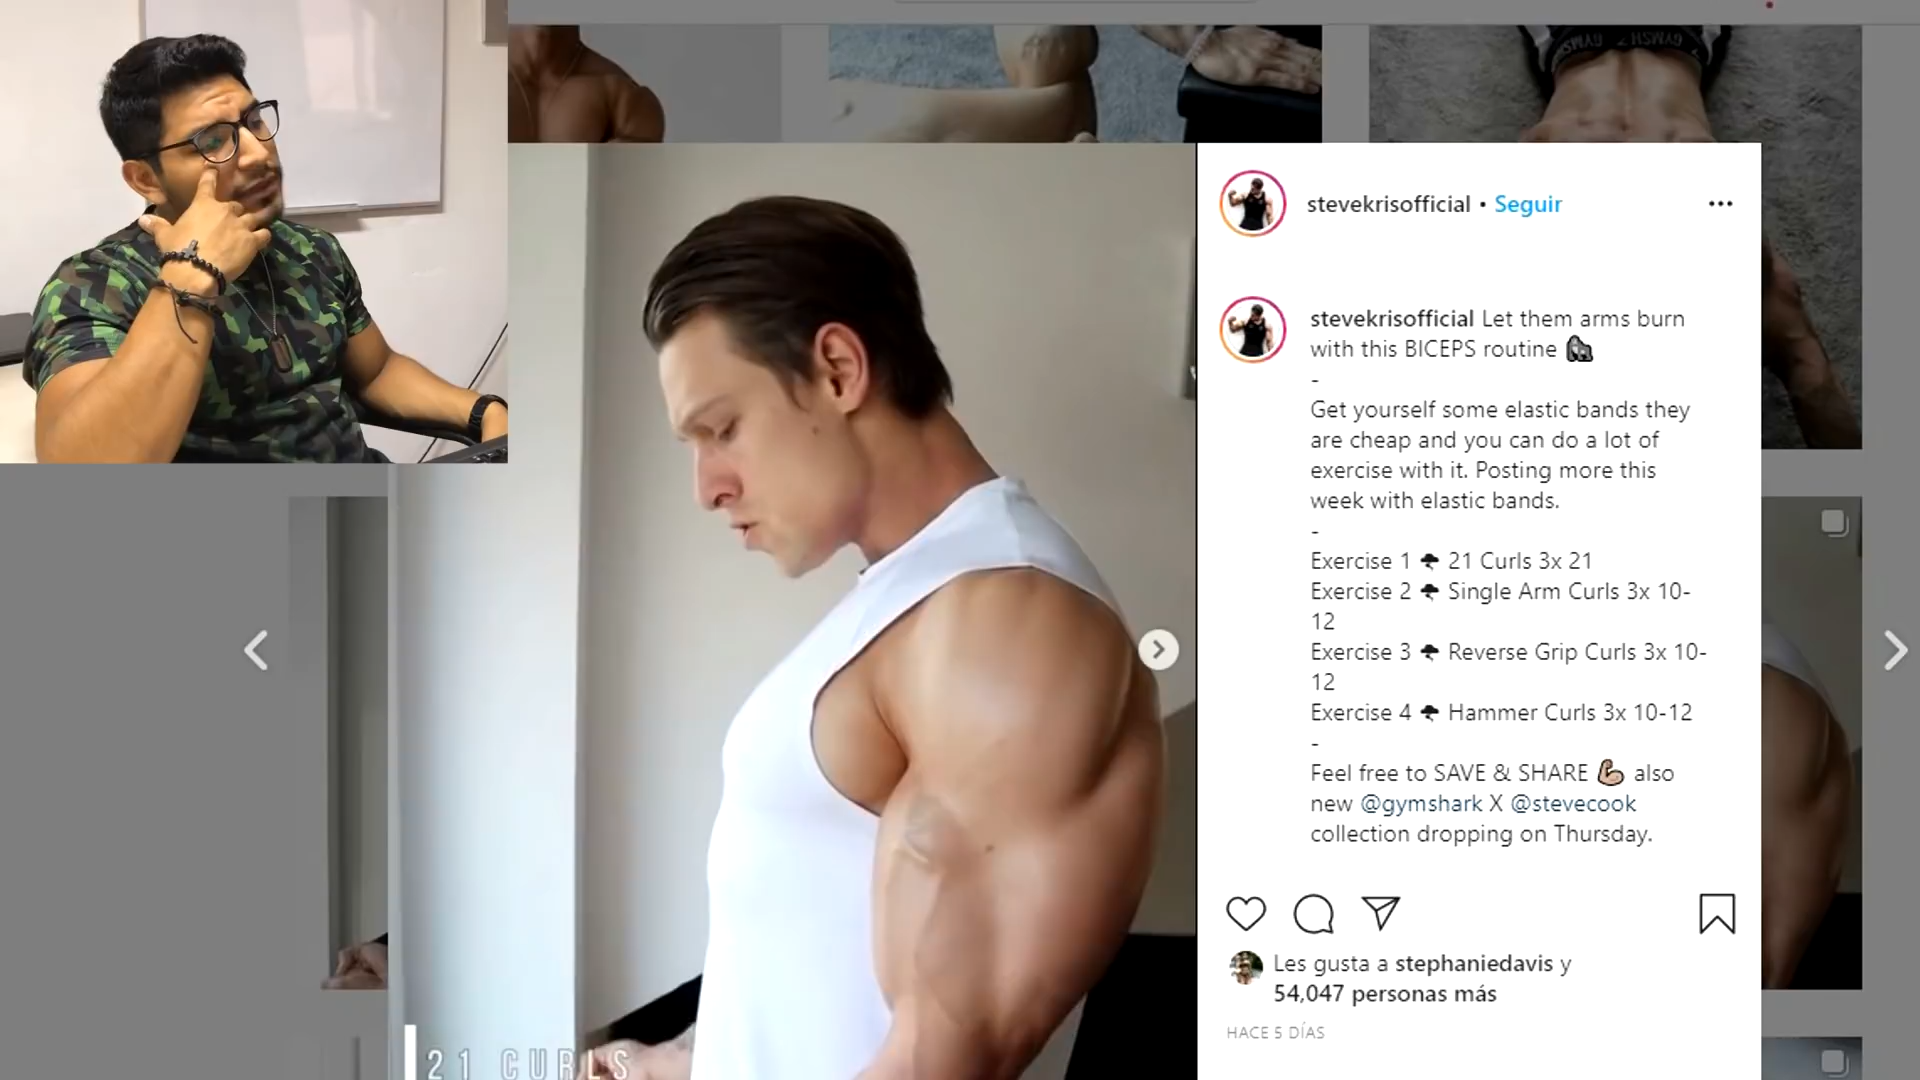 stevekrisofficial • Seguir
stevekrisofficial Let them arms burn
with this BICEPS routine 🦍
-
Get yourself some elastic bands they
are cheap and you can do a lot of
exercise with it. Posting more this
week with elastic bands.
-
Exercise 1 🌪 21 Curls 3x 21
Exercise 2 🌪 Single Arm Curls 3x 10-
12
Exercise 3 🌪 Reverse Grip Curls 3x 10-
12
Exercise 4 🌪 Hammer Curls 3x 10-12
-
Feel free to SAVE & SHARE 💪🏼 also
new @gymshark X @stevecook
collection dropping on Thursday.
Les gusta a stephaniedavis y
54,047 personas más
HACE 5 DÍAS
21 CURLS